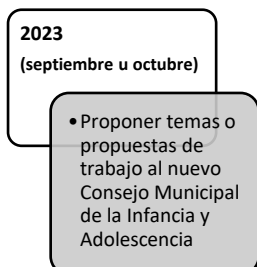 2023
(septiembre u octubre)
• Proponer temas o
propuestas de
trabajo al nuevo
Consejo Municipal
de la Infancia y
Adolescencia